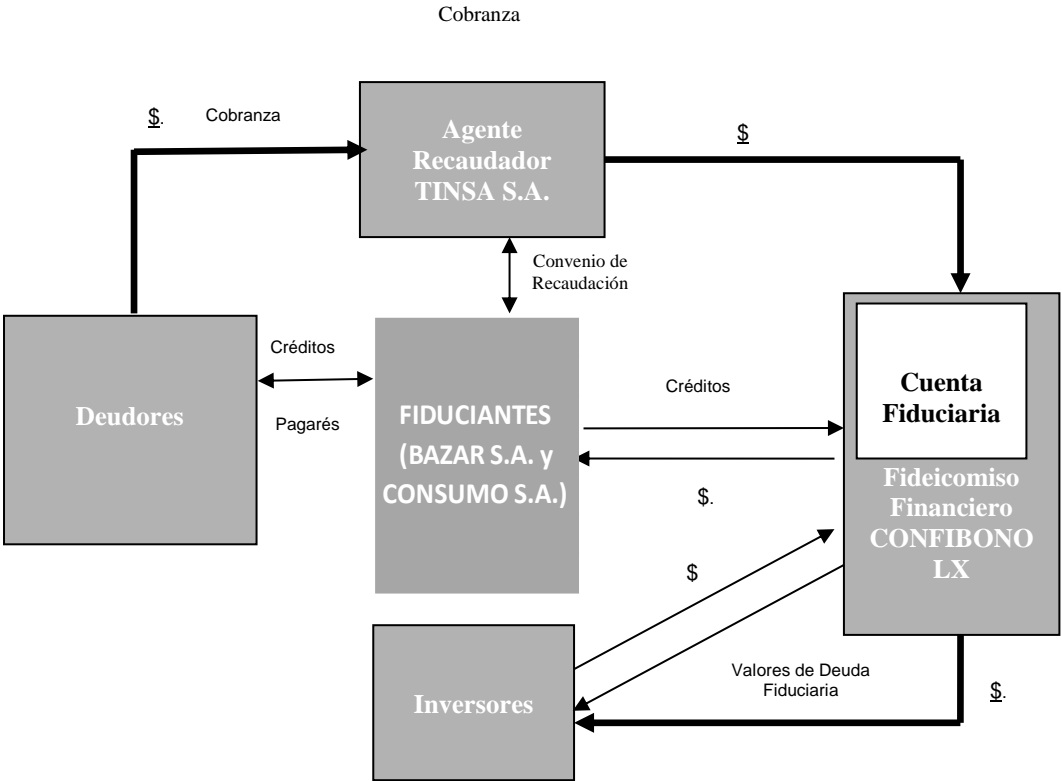 Cobranza
$.
Cobranza
Agente
Recaudador
TINSA S.A.
$
Convenio de
Recaudación
Deudores
Créditos
Pagarés
FIDUCIANTES
(BAZAR S.A. y
CONSUMO S.A.)
Créditos
$.
Cuenta
Fiduciaria
Fideicomiso
Financiero
CONFIBONO
LX
$
Inversores
Valores de Deuda
Fiduciaria
$.